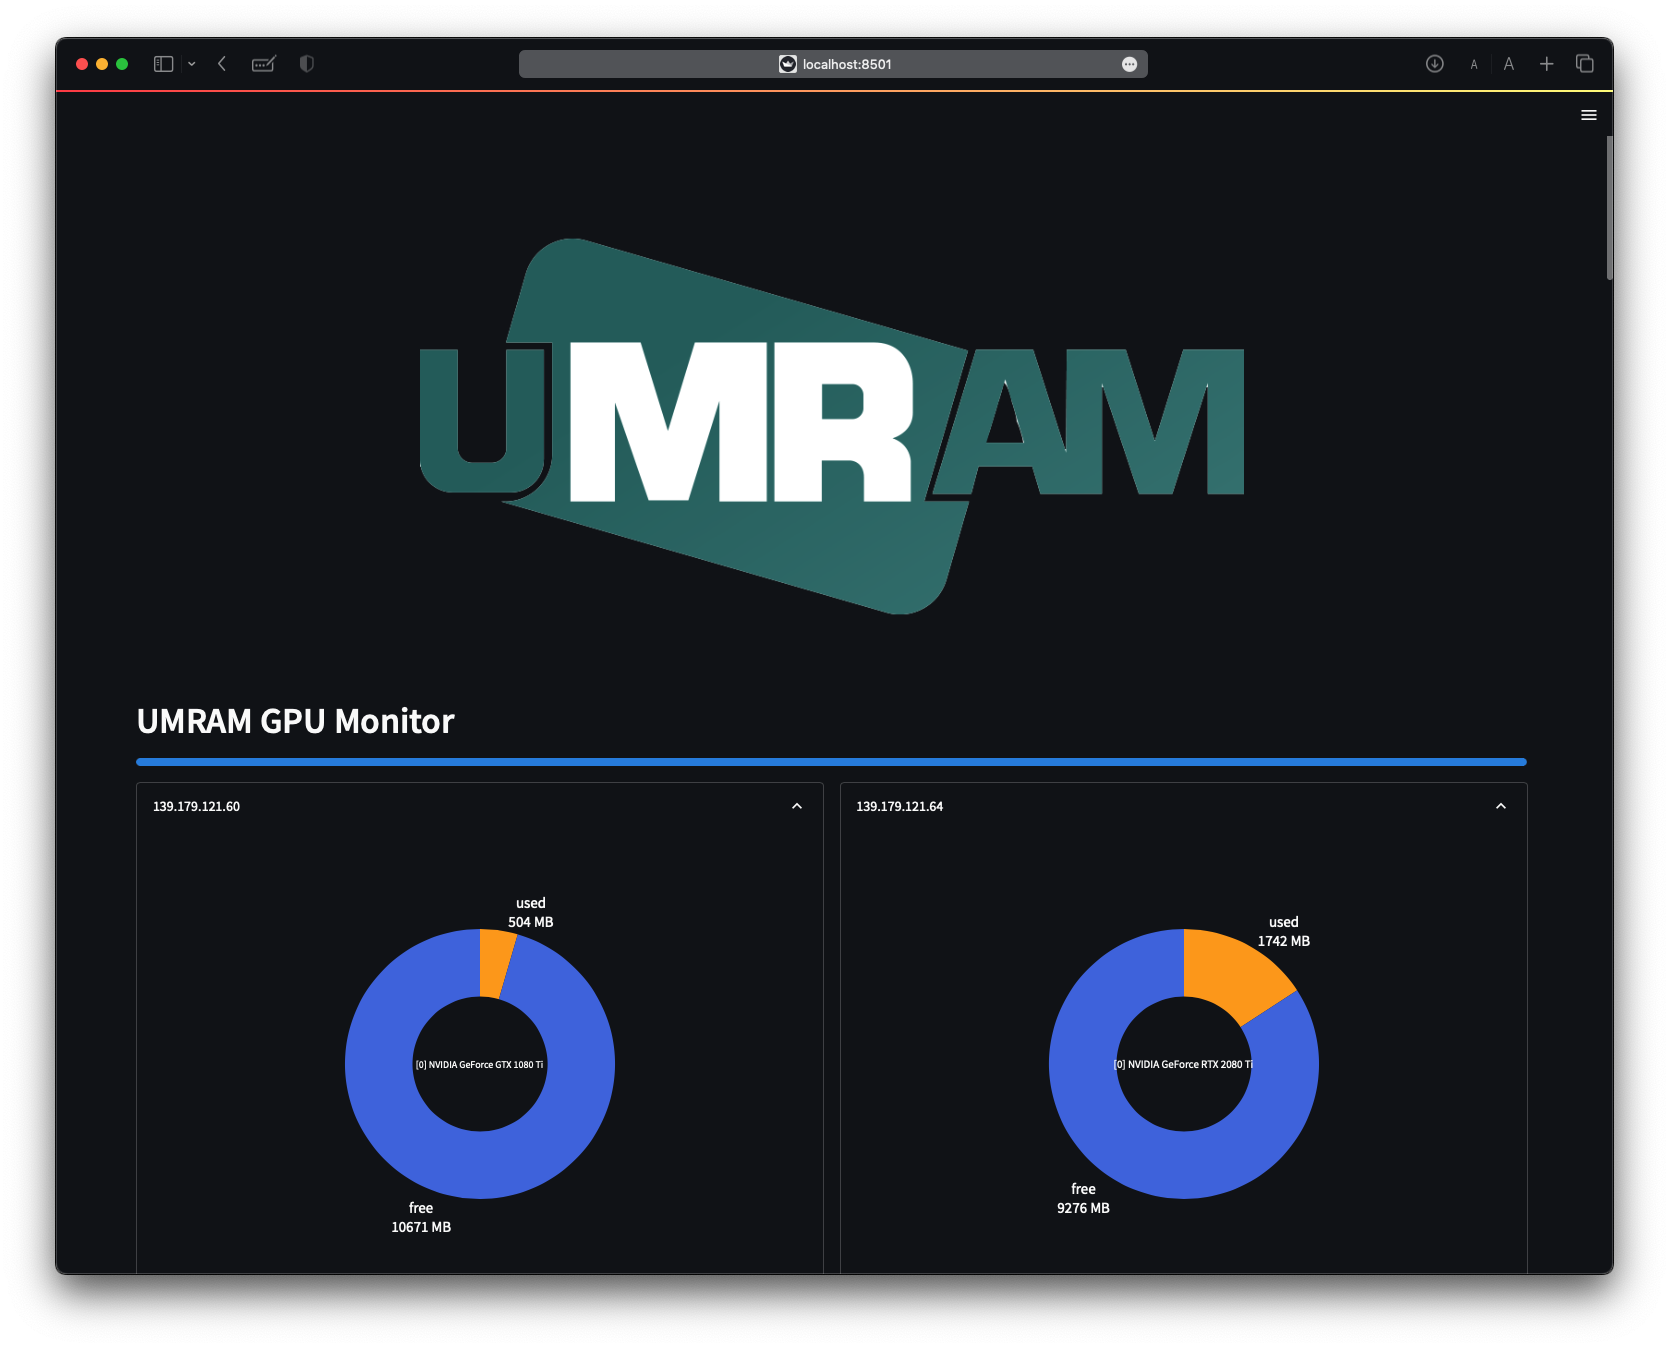 localhost:8501
A A
UMRAM
UMRAM GPU Monitor
139.179.121.60
used
504 MB
[0] NVIDIA GeForce GTX 1080 Ti
free
10671 MB
139.179.121.64
used
1742 MB
[0] NVIDIA GeForce RTX 2080 Ti
free
9276 MB